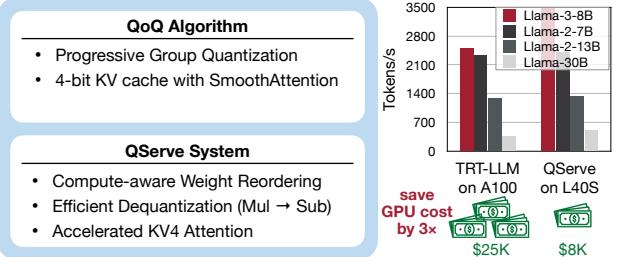 QoQ Algorithm
• Progressive Group Quantization
• 4-bit KV cache with SmoothAttention
QServe System
• Compute-aware Weight Reordering
• Efficient Dequantization (Mul → Sub)
• Accelerated KV4 Attention
Tokens/s
3500
2800
2100
1400
700
0
Llama-3-8B
Llama-2-7B
Llama-2-13B
Llama-30B
TRT-LLM
on A100
QServe
on L40S
save
GPU cost
by 3×
$25K
$8K